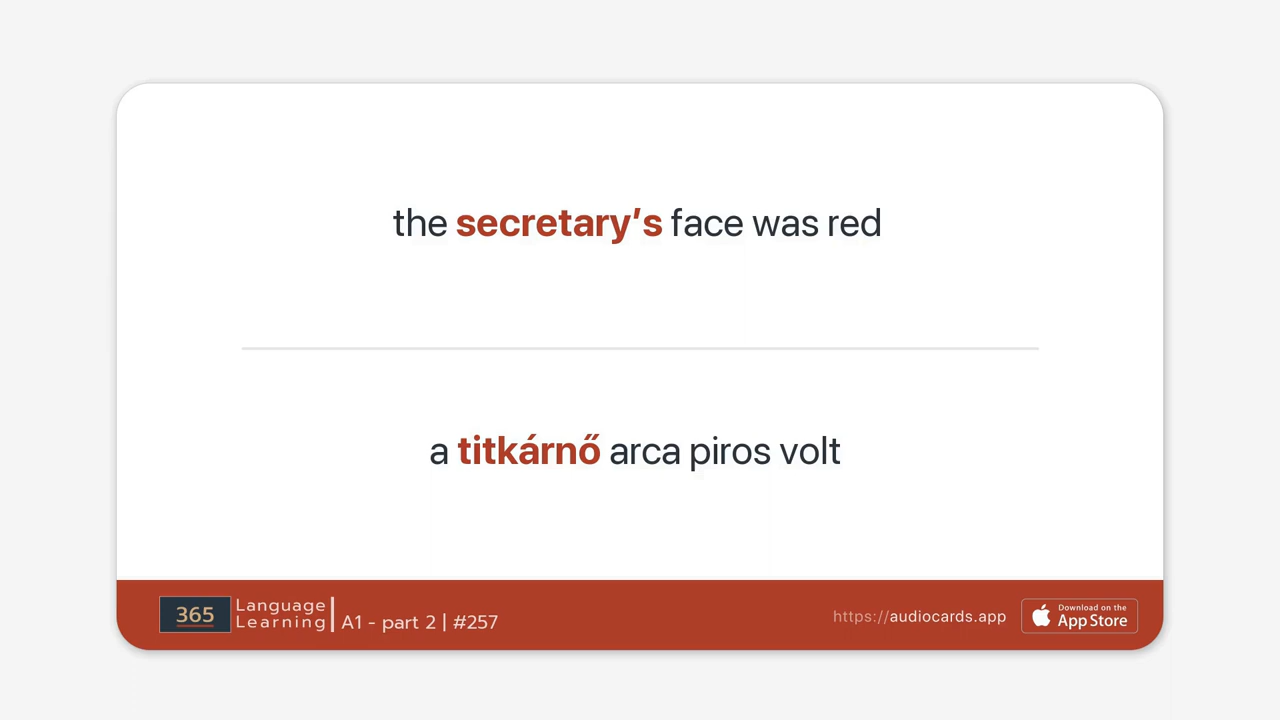 the secretary’s face was red
a titkárnő arca piros volt
365 Language Learning
A1 - part 2 | #257
https://audiocards.app
Download on the
App Store